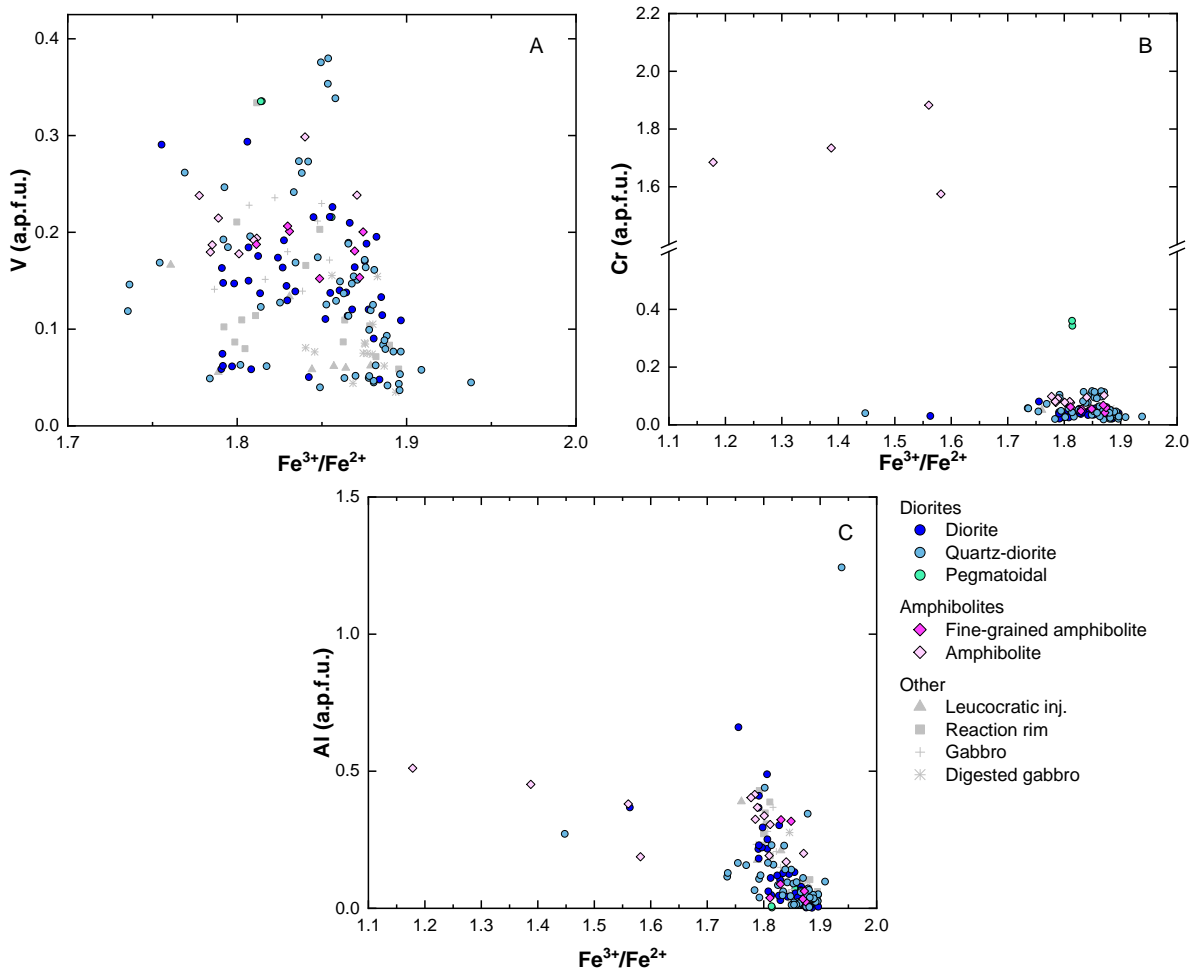 A
V (a.p.f.u.)
0.4
0.3
0.2
0.1
0.0
1.7 1.8 1.9 2.0
Fe³⁺/Fe²⁺
B
Cr (a.p.f.u.)
2.2
2.0
1.8
1.6
0.4
0.2
0.0
1.1 1.2 1.3 1.4 1.5 1.6 1.7 1.8 1.9 2.0
Fe³⁺/Fe²⁺
C
Al (a.p.f.u.)
1.5
1.0
0.5
0.0
1.1 1.2 1.3 1.4 1.5 1.6 1.7 1.8 1.9 2.0
Fe³⁺/Fe²⁺
Diorites
Diorite
Quartz-diorite
Pegmatoidal
Amphibolites
Fine-grained amphibolite
Amphibolite
Other
Leucocratic inj.
Reaction rim
Gabbro
Digested gabbro